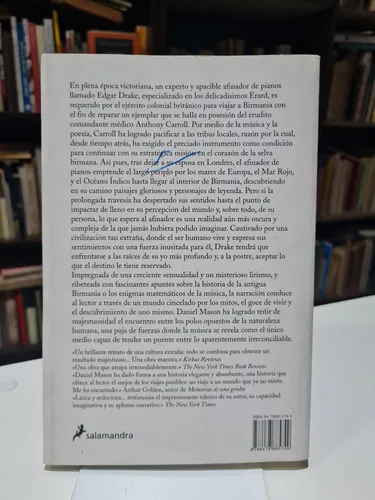 En plena época victoriana, un experto y apacible afinador de pianos
llamado Edgar Drake, especializado en los delicadísimos Erard, es
requerido por el ejército colonial británico para viajar a Birmania con
el fin de reparar un ejemplar que se halla en posesión del erudito
comandante médico Anthony Carroll. Por medio de la música y la
poesía, Carroll ha logrado pacificar a las tribus locales, razón por la cual,
desde tiempo atrás, ha exigido el preciado instrumento como condición
para continuar con su estratégica misión en el corazón de la selva
birmana. Así pues, tras dejar a su esposa en Londres, el afinador de
pianos emprende el largo periplo por los mares de Europa, el Mar Rojo,
y el Océano Índico hasta llegar al interior de Birmania, descubriendo
en su camino paisajes gloriosos y personajes de leyenda. Pero si la
prolongada travesía ha despertado sus sentidos hasta el punto de
impactar de lleno en su percepción del mundo y, sobre todo, de su
persona, lo que espera al afinador es una realidad aún más oscura y
compleja de la que jamás hubiera podido imaginar. Cautivado por una
civilización tan extraña, donde el ser humano vive y expresa sus
sentimientos con una fuerza inusitada para él, Drake tendrá que
enfrentarse a las raíces de su yo más profundo y, a la postre, aceptar lo
que el destino le tiene reservado.
Impregnada de una creciente sensualidad y un misterioso lirismo, y
ribeteada con fascinantes apuntes sobre la historia de la antigua
Birmania o los enigmas matemáticos de la música, la narración conduce
al lector a través de un mundo cincelado por los mitos, el goce de vivir y
el descubrimiento de uno mismo. Daniel Mason ha logrado teñir de
majestuosidad el encuentro entre los polos opuestos de la naturaleza
humana, una puja de fuerzas donde la música se revela como el único
medio capaz de tender un puente entre lo aparentemente irreconciliable.
«Un brillante retrato de una cultura extraña: todo se combina para obtener un
resultado majestuoso... Una obra maestra.» Kirkus Reviews
«Una obra que atrapa irremediablemente.» The New York Times Book Review
«Daniel Mason ha dado forma a una historia elegante y absorbente, una historia que
ofrece al lector el mejor de los viajes posibles: un viaje a un mundo que ya no existe.
Me ha encantado.» Arthur Golden, autor de Memorias de una geisha
«Lírica y seductora... testimonia el impresionante talento de su autor, su capacidad
imaginativa y su aplomo narrativo.» The New York Times
salamandra